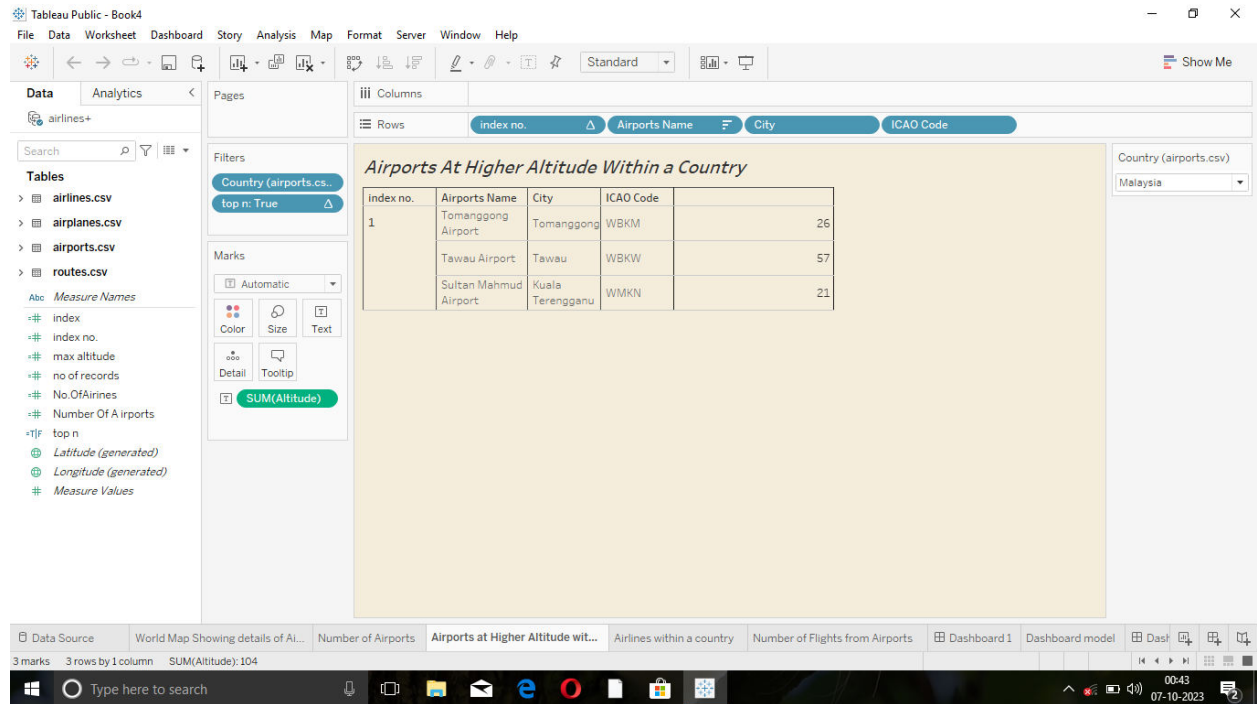 Tableau Public - Book4
File Data Worksheet Dashboard Story Analysis Map Format Server Window Help
Standard
Show Me
Data Analytics
airlines+
Search
Tables
airlines.csv
airplanes.csv
airports.csv
routes.csv
Abc Measure Names
=# index
=# index no.
=# max altitude
=# no of records
=# No.OfAirines
=# Number Of A irports
=T|F top n
Latitude (generated)
Longitude (generated)
# Measure Values
Pages
Filters
Country (airports.cs..
top n: True Δ
Marks
T Automatic
Color Size Text
Detail Tooltip
T SUM(Altitude)
iii Columns
Rows index no. Δ Airports Name City ICAO Code
Airports At Higher Altitude Within a Country
index no. Airports Name City ICAO Code
1 Tomanggong Airport Tomanggong WBKM 26
Tawau Airport Tawau WBKW 57
Sultan Mahmud Airport Kuala Terengganu WMKN 21
Country (airports.csv)
Malaysia
Data Source World Map Showing details of Ai... Number of Airports Airports at Higher Altitude wit... Airlines within a country Number of Flights from Airports Dashboard 1 Dashboard model Dash
3 marks 3 rows by 1 column SUM(Altitude): 104
Type here to search
00:43
07-10-2023
2